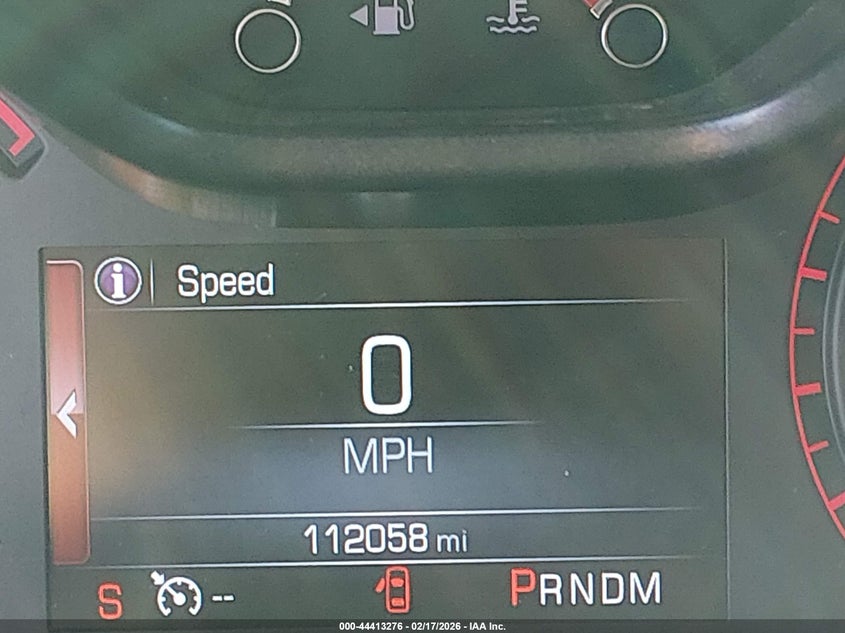 Speed
0
MPH
112058 mi
S -- PRNDM
000-44413276 - 02/17/2026 - IAA Inc.